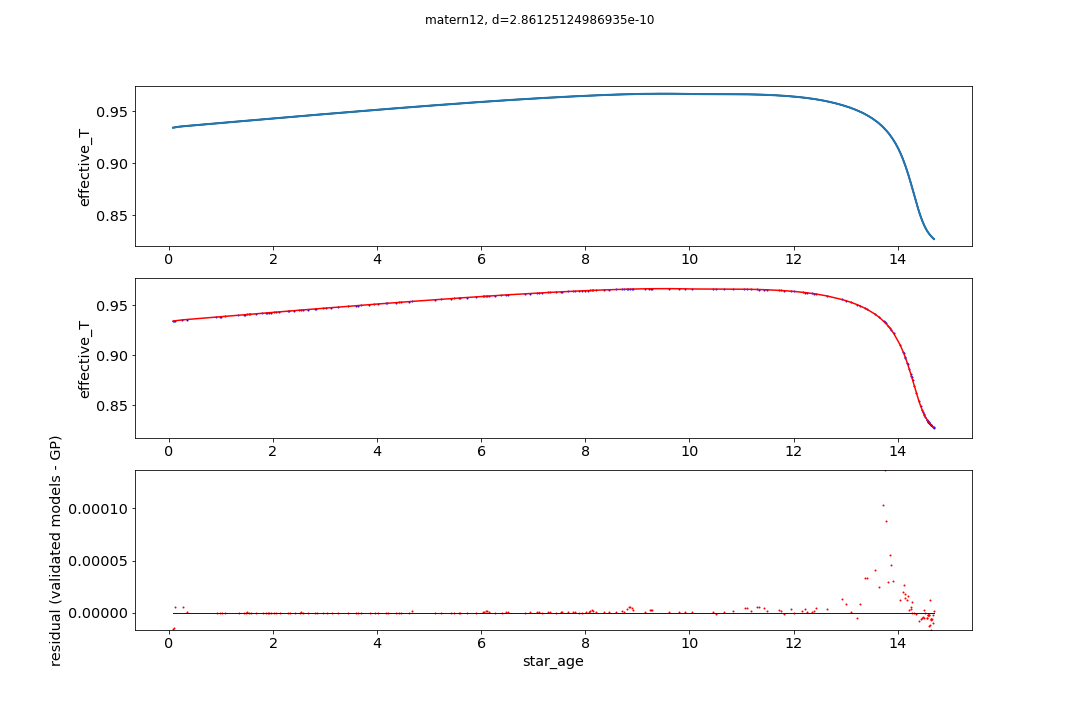 matern12, d=2.86125124986935e-10
effective_T
0.95
0.90
0.85
0 2 4 6 8 10 12 14
effective_T
0.95
0.90
0.85
0 2 4 6 8 10 12 14
residual (validated models - GP)
0.00010
0.00005
0.00000
0 2 4 6 8 10 12 14
star_age